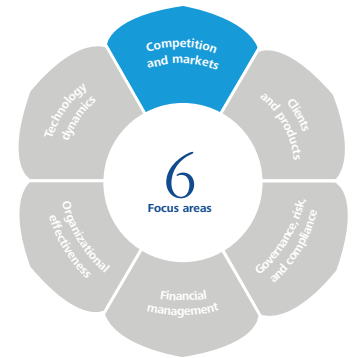 Competition
and markets
Clients
and products
Governance, risk,
and compliance
Financial
management
Organizational
effectiveness
Technology
dynamics
6
Focus areas